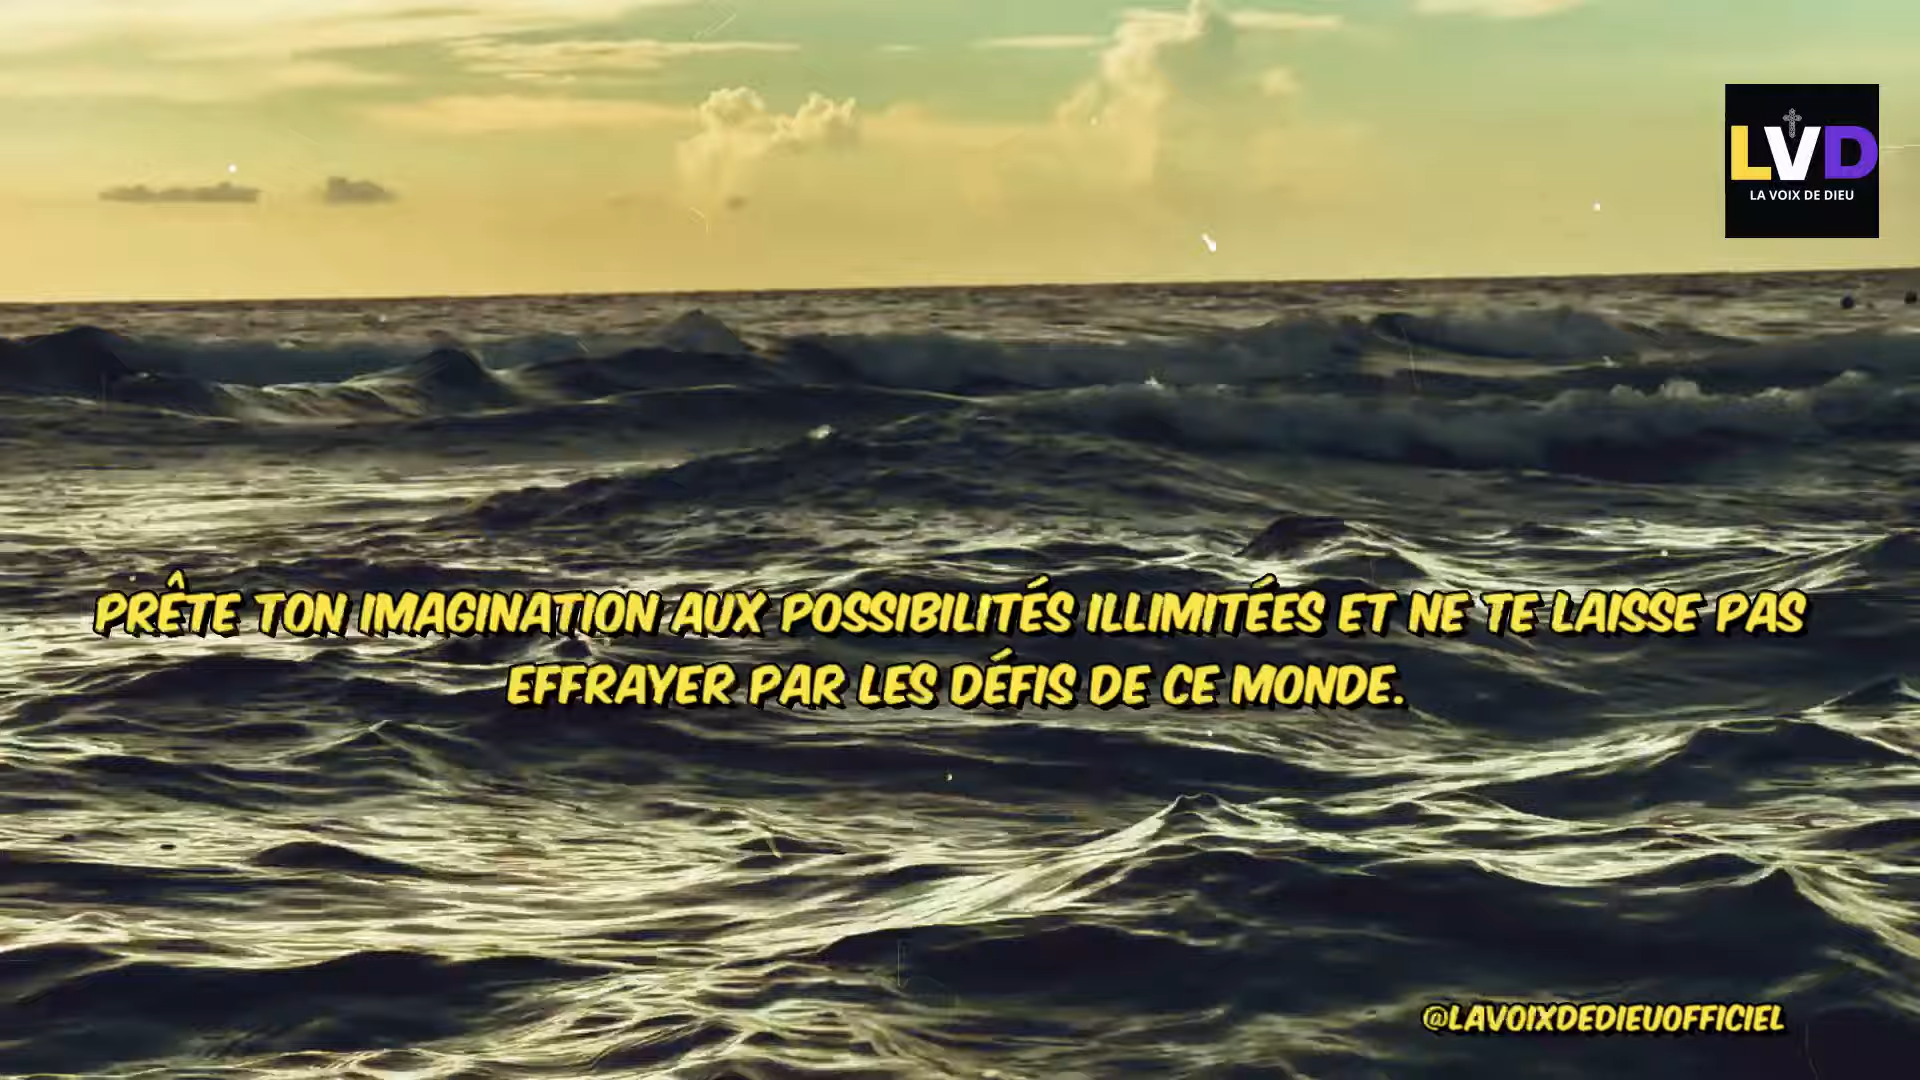 LVD
LA VOIX DE DIEU
PRÊTE TON IMAGINATION AUX POSSIBILITÉS ILLIMITÉES ET NE TE LAISSE PAS
EFFRAYER PAR LES DÉFIS DE CE MONDE.
@LAVOIXDEDIEUOFFICIEL